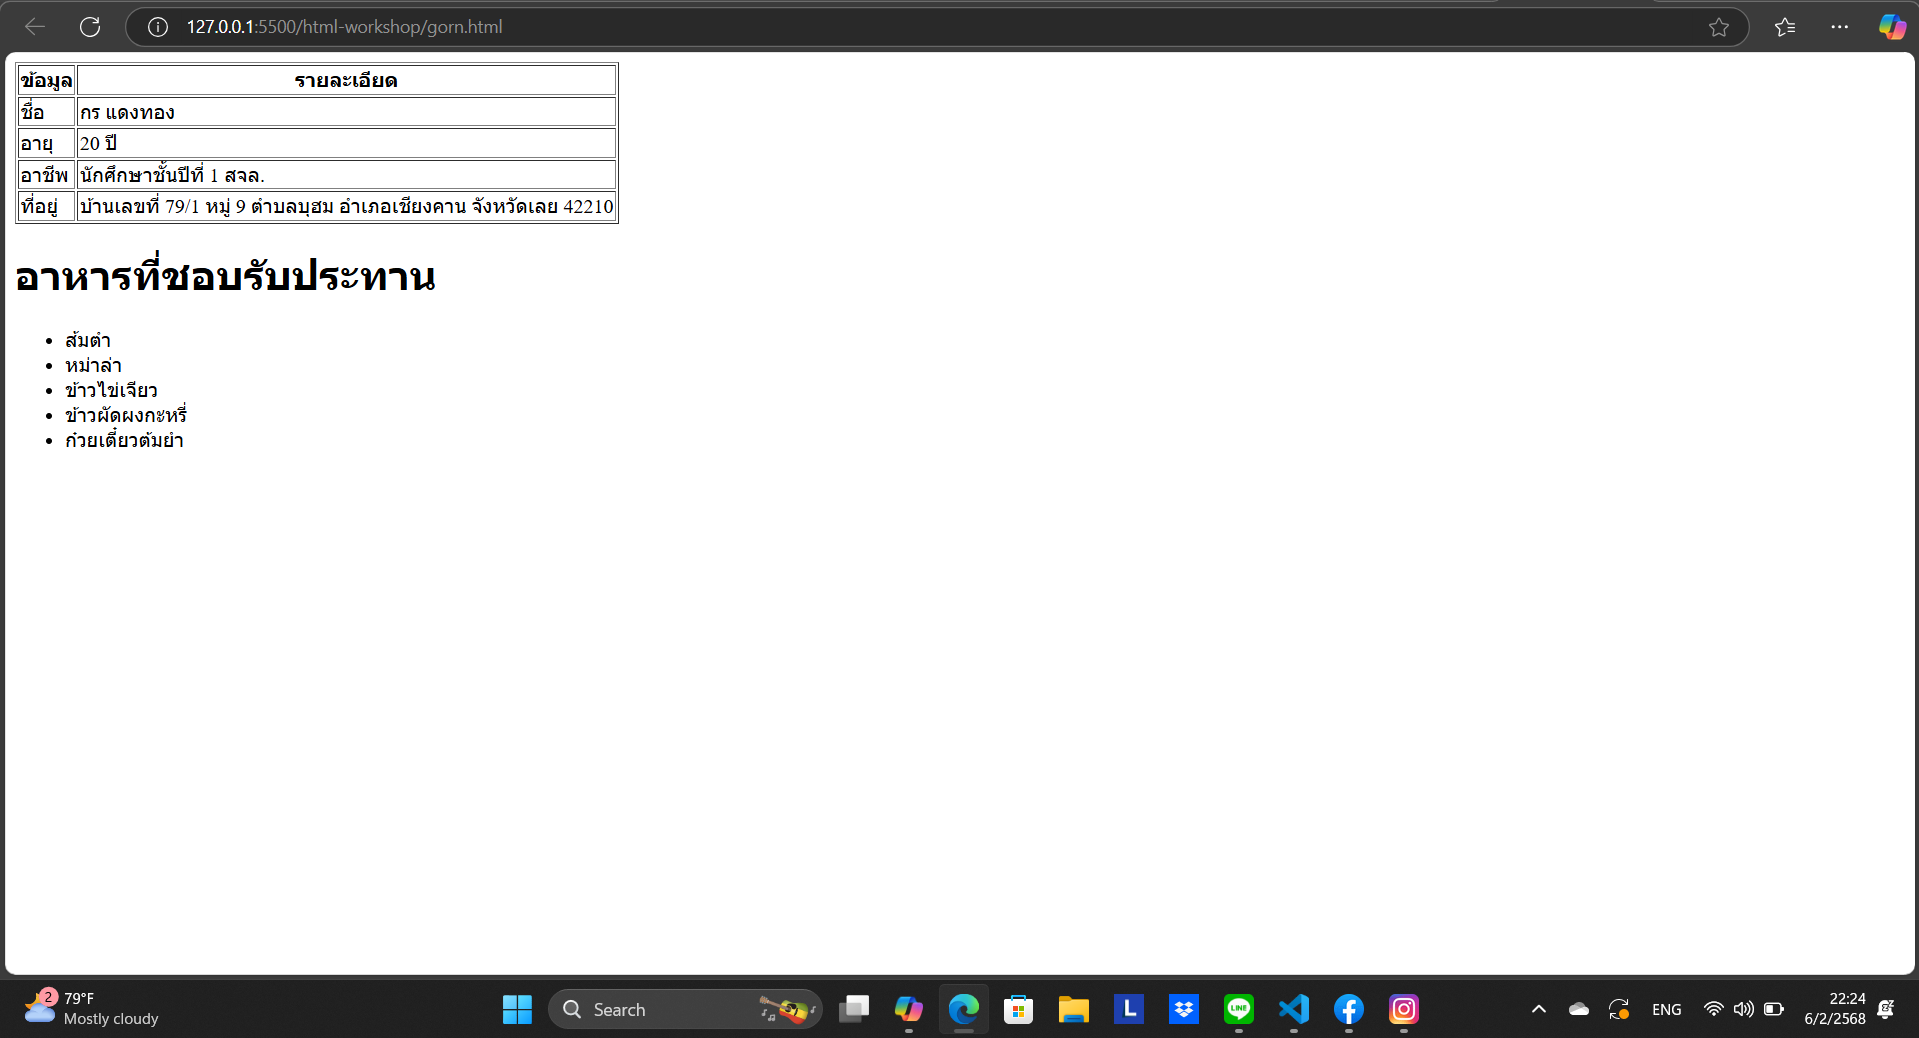 127.0.0.1:5500/html-workshop/gorn.html
ข้อมูล รายละเอียด
ชื่อ กร แดงทอง
อายุ 20 ปี
อาชีพ นักศึกษาชั้นปีที่ 1 สจล.
ที่อยู่ บ้านเลขที่ 79/1 หมู่ 9 ตำบลบุฮม อำเภอเชียงคาน จังหวัดเลย 42210
อาหารที่ชอบรับประทาน
• ส้มตำ
• หม่าล่า
• ข้าวไข่เจียว
• ข้าวผัดผงกะหรี่
• ก๋วยเตี๋ยวต้มยำ
2
79°F
Mostly cloudy
Search
L
LINE
ENG
22:24
6/2/2568